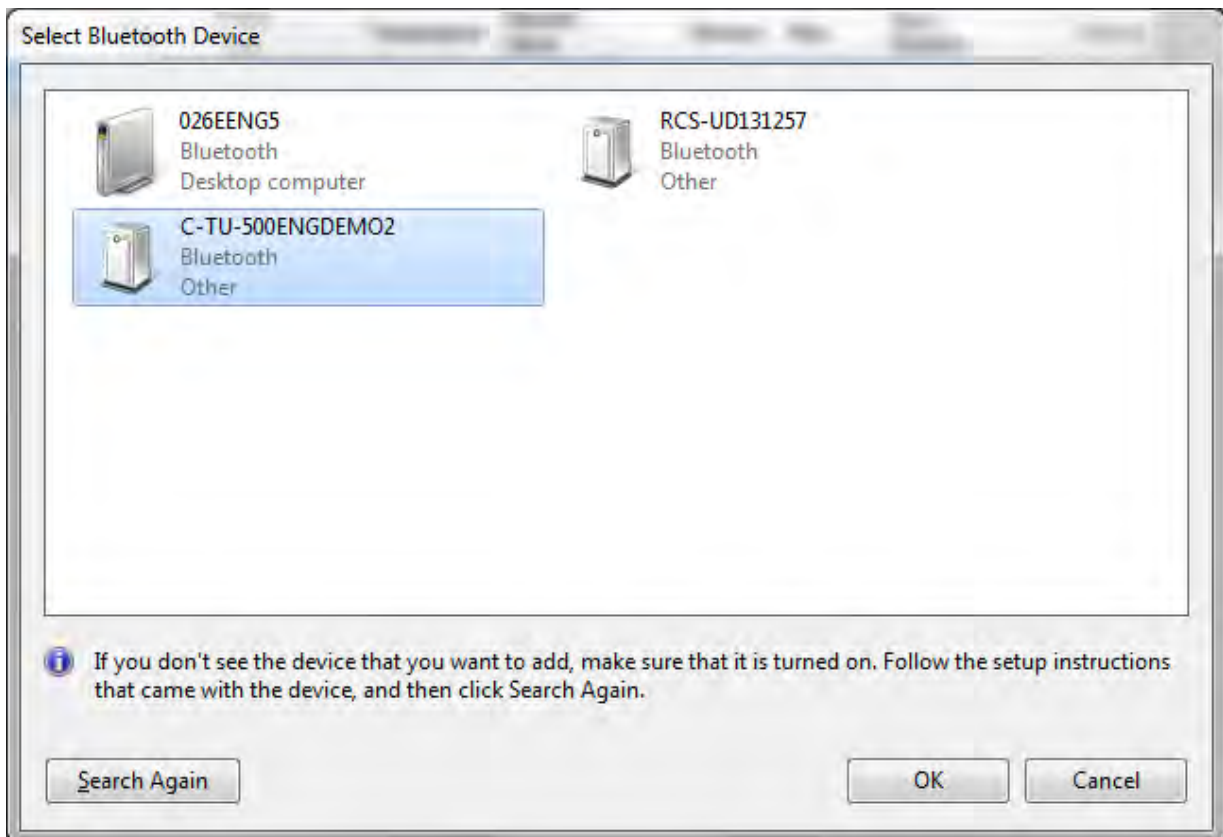 Select Bluetooth Device
026EENG5
Bluetooth
Desktop computer
RCS-UD131257
Bluetooth
Other
C-TU-500ENGDEMO2
Bluetooth
Other
If you don't see the device that you want to add, make sure that it is turned on. Follow the setup instructions
that came with the device, and then click Search Again.
Search Again
OK
Cancel